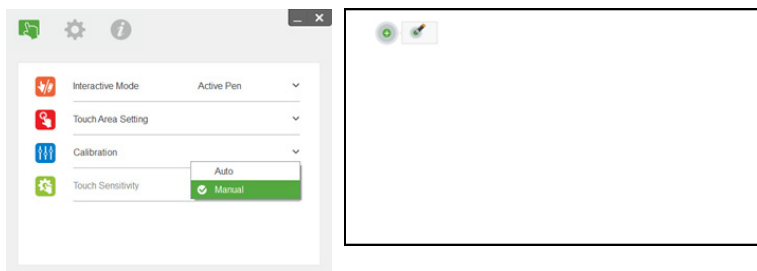 Interactive Mode Active Pen
Touch Area Setting
Calibration
Auto
Touch Sensitivity
Manual